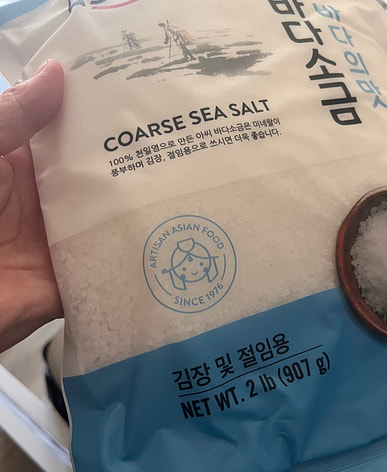 바다의 맛
바다소금
COARSE SEA SALT
100% 천일염으로 만든 아씨 바다소금은 미네랄이
풍부하며 김장, 절임용으로 쓰시면 더욱 좋습니다.
ARTISAN ASIAN FOOD
SINCE 1976
김장 및 절임용
NET WT. 2 lb (907 g)